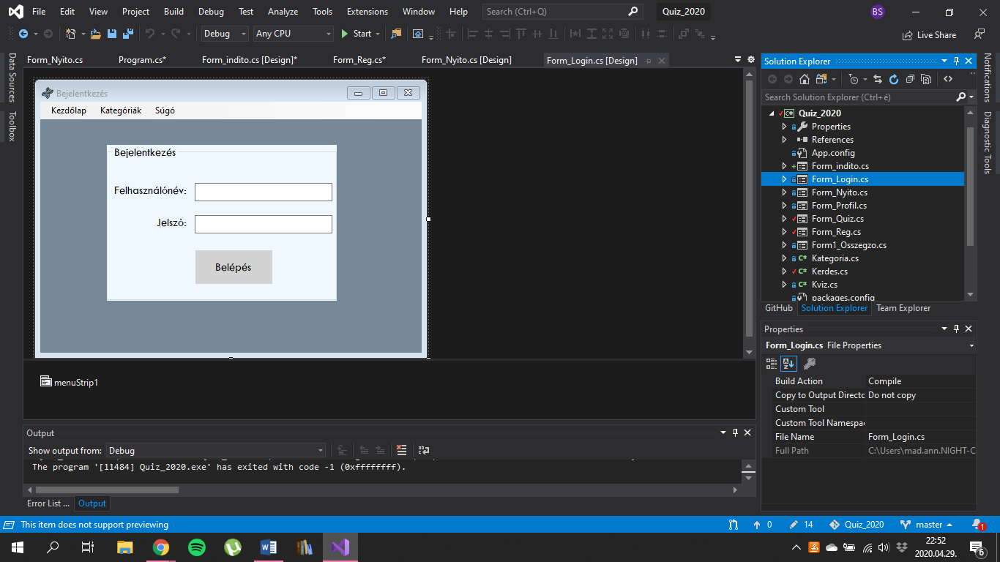 File Edit View Project Build Debug Test Analyze Tools Extensions Window Help Search (Ctrl+Q) Quiz_2020 BS
Debug Any CPU Start Live Share
Form_Nyito.cs Program.cs* Form_indito.cs [Design]* Form_Reg.cs* Form_Nyito.cs [Design] Form_Login.cs [Design]
Data Sources
Toolbox
Bejelentkezés
Kezdőlap Kategóriák Súgó
Bejelentkezés
Felhasználónév:
Jelszó:
Belépés
menuStrip1
Output
Show output from: Debug
The program '[11484] Quiz_2020.exe' has exited with code -1 (0xffffffff).
Error List ... Output
Solution Explorer
Search Solution Explorer (Ctrl+é)
Quiz_2020
Properties
References
App.config
Form_indito.cs
Form_Login.cs
Form_Nyito.cs
Form_Profil.cs
Form_Quiz.cs
Form_Reg.cs
Form1_Osszegzo.cs
Kategoria.cs
Kerdes.cs
Kviz.cs
packages.config
GitHub Solution Explorer Team Explorer
Properties
Form_Login.cs File Properties
Build Action Compile
Copy to Output Directo Do not copy
Custom Tool
Custom Tool Namespa
File Name Form_Login.cs
Full Path C:\Users\mad.ann.NIGHT-C
Notifications
Diagnostic Tools
This item does not support previewing 0 14 Quiz_2020 master 1
22:52
2020.04.29.
6